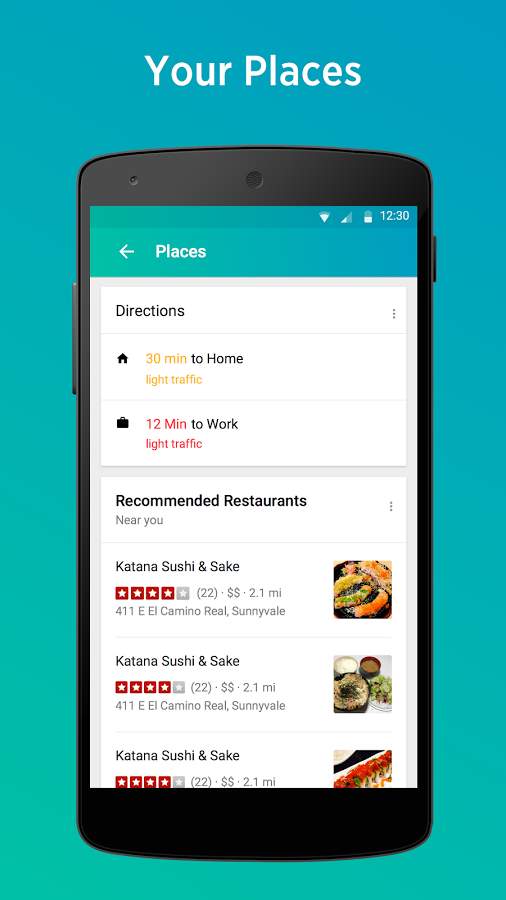 Your Places
12:30
Places
Directions
30 min to Home
light traffic
12 Min to Work
light traffic
Recommended Restaurants
Near you
Katana Sushi & Sake
(22) · $$ · 2.1 mi
411 E El Camino Real, Sunnyvale
Katana Sushi & Sake
(22) · $$ · 2.1 mi
411 E El Camino Real, Sunnyvale
Katana Sushi & Sake
(22) · $$ · 2.1 mi